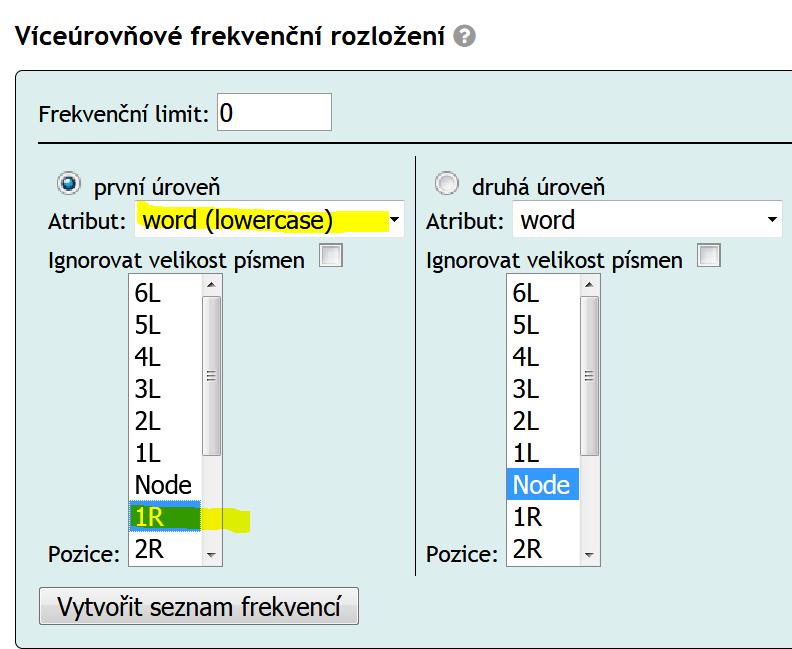 Víceúrovňové frekvenční rozložení ?
Frekvenční limit: 0
první úroveň
Atribut: word (lowercase)
Ignorovat velikost písmen
6L
5L
4L
3L
2L
1L
Node
1R
Pozice: 2R
druhá úroveň
Atribut: word
Ignorovat velikost písmen
6L
5L
4L
3L
2L
1L
Node
1R
Pozice: 2R
Vytvořit seznam frekvencí